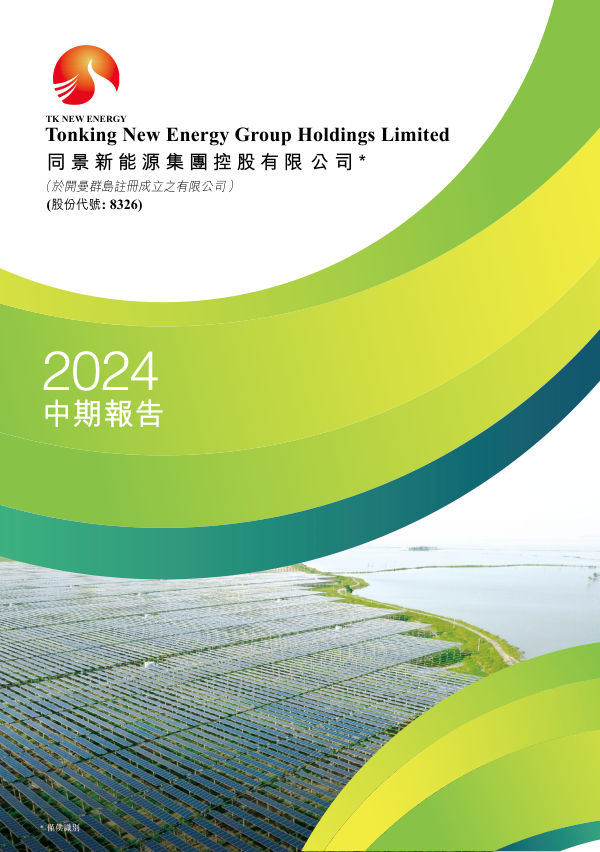 TK NEW ENERGY
Tonking New Energy Group Holdings Limited
同景新能源集團控股有限公司*
（於開曼群島註冊成立之有限公司）
(股份代號: 8326)
2024
中期報告
* 僅供識別